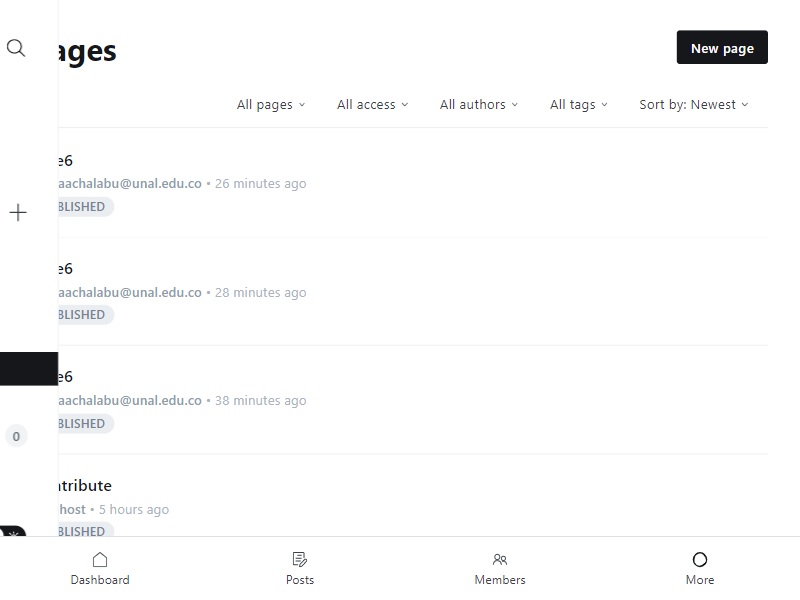 ages
New page
All pages
All access
All authors
All tags
Sort by: Newest
e6
aachalabu@unal.edu.co • 26 minutes ago
BLISHED
e6
aachalabu@unal.edu.co • 28 minutes ago
BLISHED
e6
aachalabu@unal.edu.co • 38 minutes ago
BLISHED
0
ntribute
host • 5 hours ago
BLISHED
Dashboard
Posts
Members
More